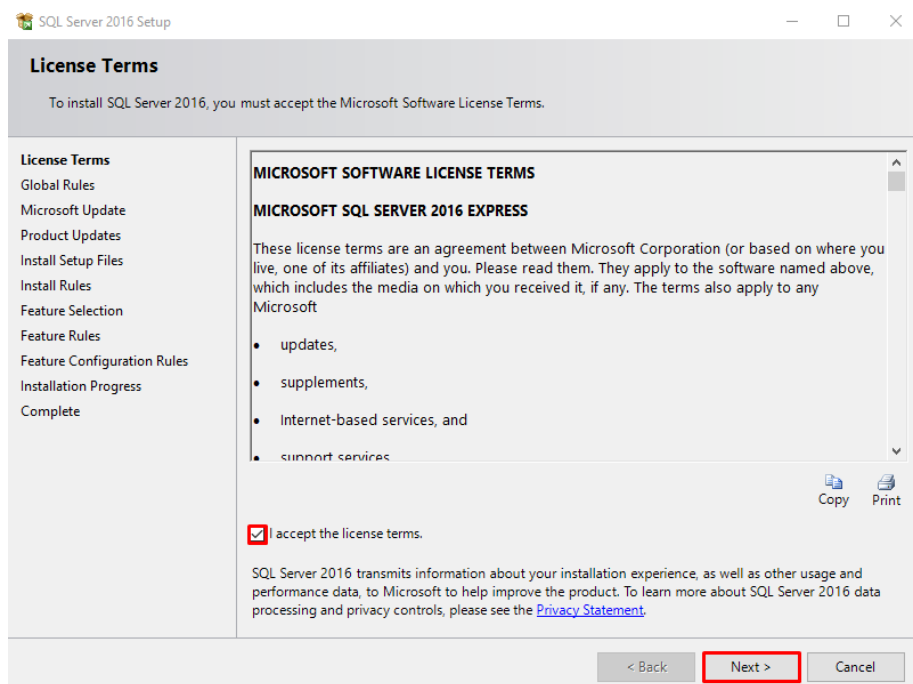 SQL Server 2016 Setup
License Terms
To install SQL Server 2016, you must accept the Microsoft Software License Terms.
License Terms
Global Rules
Microsoft Update
Product Updates
Install Setup Files
Install Rules
Feature Selection
Feature Rules
Feature Configuration Rules
Installation Progress
Complete
MICROSOFT SOFTWARE LICENSE TERMS
MICROSOFT SQL SERVER 2016 EXPRESS
These license terms are an agreement between Microsoft Corporation (or based on where you
live, one of its affiliates) and you. Please read them. They apply to the software named above,
which includes the media on which you received it, if any. The terms also apply to any
Microsoft
• updates,
• supplements,
• Internet-based services, and
• support services
Copy
Print
I accept the license terms.
SQL Server 2016 transmits information about your installation experience, as well as other usage and
performance data, to Microsoft to help improve the product. To learn more about SQL Server 2016 data
processing and privacy controls, please see the Privacy Statement.
< Back
Next >
Cancel